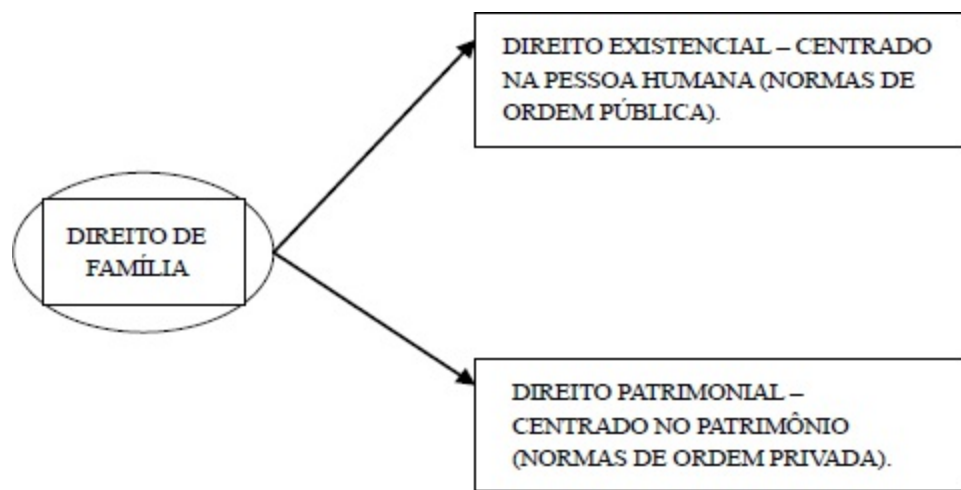 DIREITO EXISTENCIAL – CENTRADO
NA PESSOA HUMANA (NORMAS DE
ORDEM PÚBLICA).
DIREITO DE
FAMÍLIA
DIREITO PATRIMONIAL –
CENTRADO NO PATRIMÔNIO
(NORMAS DE ORDEM PRIVADA).